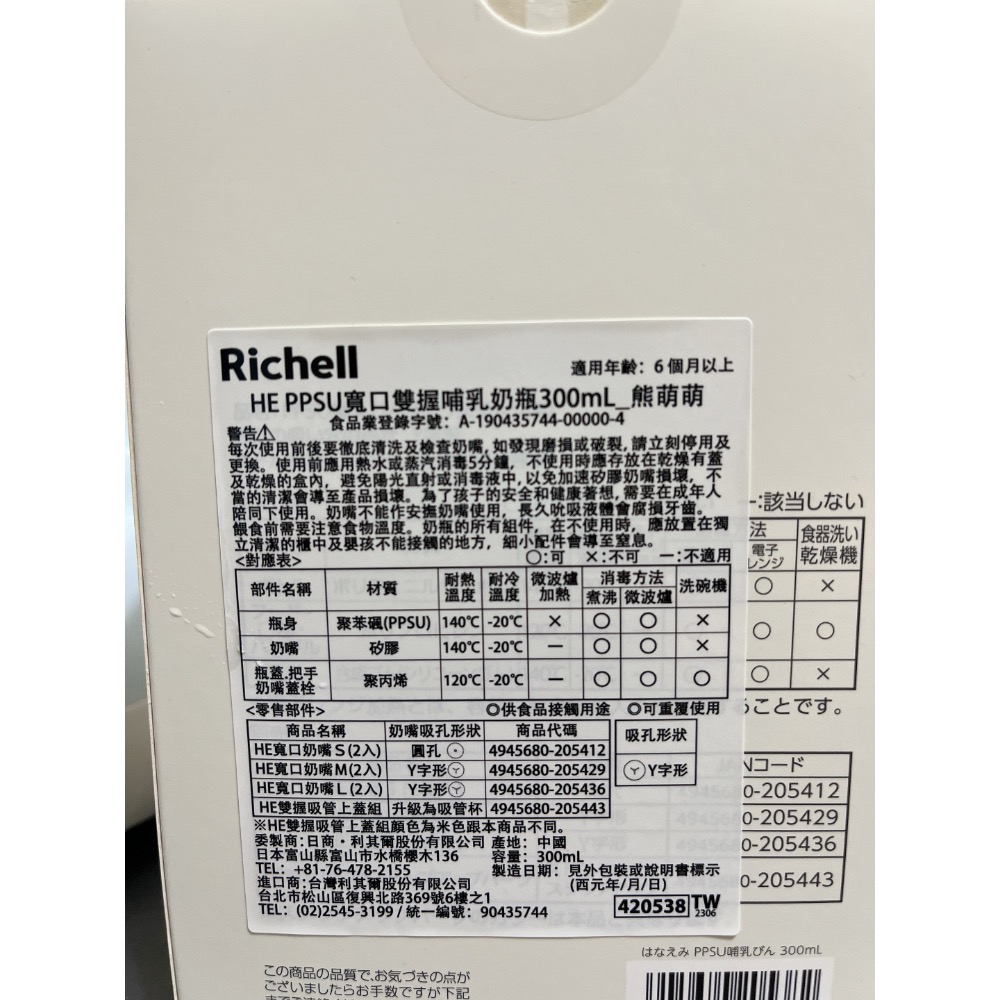 Richell
適用年齡：6個月以上
HE PPSU寬口雙握哺乳奶瓶300mL_熊萌萌
食品業登錄字號：A-190435744-00000-4
警告⚠
每次使用前後要徹底清洗及檢查奶嘴,如發現磨損或破裂,請立刻停用及
更換。使用前應用熱水或蒸汽消毒5分鐘，不使用時應存放在乾燥有蓋
及乾燥的盒內，避免陽光直射或消毒液中,以免加速矽膠奶嘴損壞，不
當的清潔會導至產品損壞。為了孩子的安全和健康著想,需要在成年人
陪同下使用。奶嘴不能作安撫奶嘴使用，長久吮吸液體會腐損牙齒。
餵食前需要注意食物溫度。奶瓶的所有組件，在不使用時，應放置在獨
立清潔的櫃中及嬰孩不能接觸的地方，細小配件會導至窒息。
<對應表> ○:可 ×:不可 一:不適用
部件名稱 材質 耐熱溫度 耐冷溫度 微波爐加熱 消毒方法 煮沸 微波爐 洗碗機
瓶身 聚苯碸(PPSU) 140℃ -20℃ × ○ ○ ×
奶嘴 矽膠 140℃ -20℃ 一 ○ ○ ×
瓶蓋.把手奶嘴蓋栓 聚丙烯 120℃ -20℃ 一 ○ ○ ○
<零售部件> ◎供食品接觸用途 ◎可重覆使用
商品名稱 奶嘴吸孔形狀 商品代碼 吸孔形狀
HE寬口奶嘴S(2入) 圓孔 4945680-205412
HE寬口奶嘴M(2入) Y字形 4945680-205429 Y字形
HE寬口奶嘴L(2入) Y字形 4945680-205436
HE雙握吸管上蓋組 升級為吸管杯 4945680-205443
※HE雙握吸管上蓋組顏色為米色跟本商品不同。
委製商:日商・利其爾股份有限公司 產地：中國
日本富山縣富山市水橋櫻木136 容量：300mL
TEL：+81-76-478-2155 製造日期：見外包裝或說明書標示
進口商:台灣利其爾股份有限公司 (西元年/月/日)
台北市松山區復興北路369號6樓之1
TEL：(02)2545-3199/統一編號：90435744
420538 TW
2306
一:該当しない
法 食器洗い
電子 乾燥機
レンジ
○ ×
○ ○
○ ×
ことです。
Nコード
0-205412
0-205429
0-205436
0-205443
はなえみ PPSU哺乳びん 300mL
この商品の品質で、お気づきの点が
ございましたらお手数ですが下記